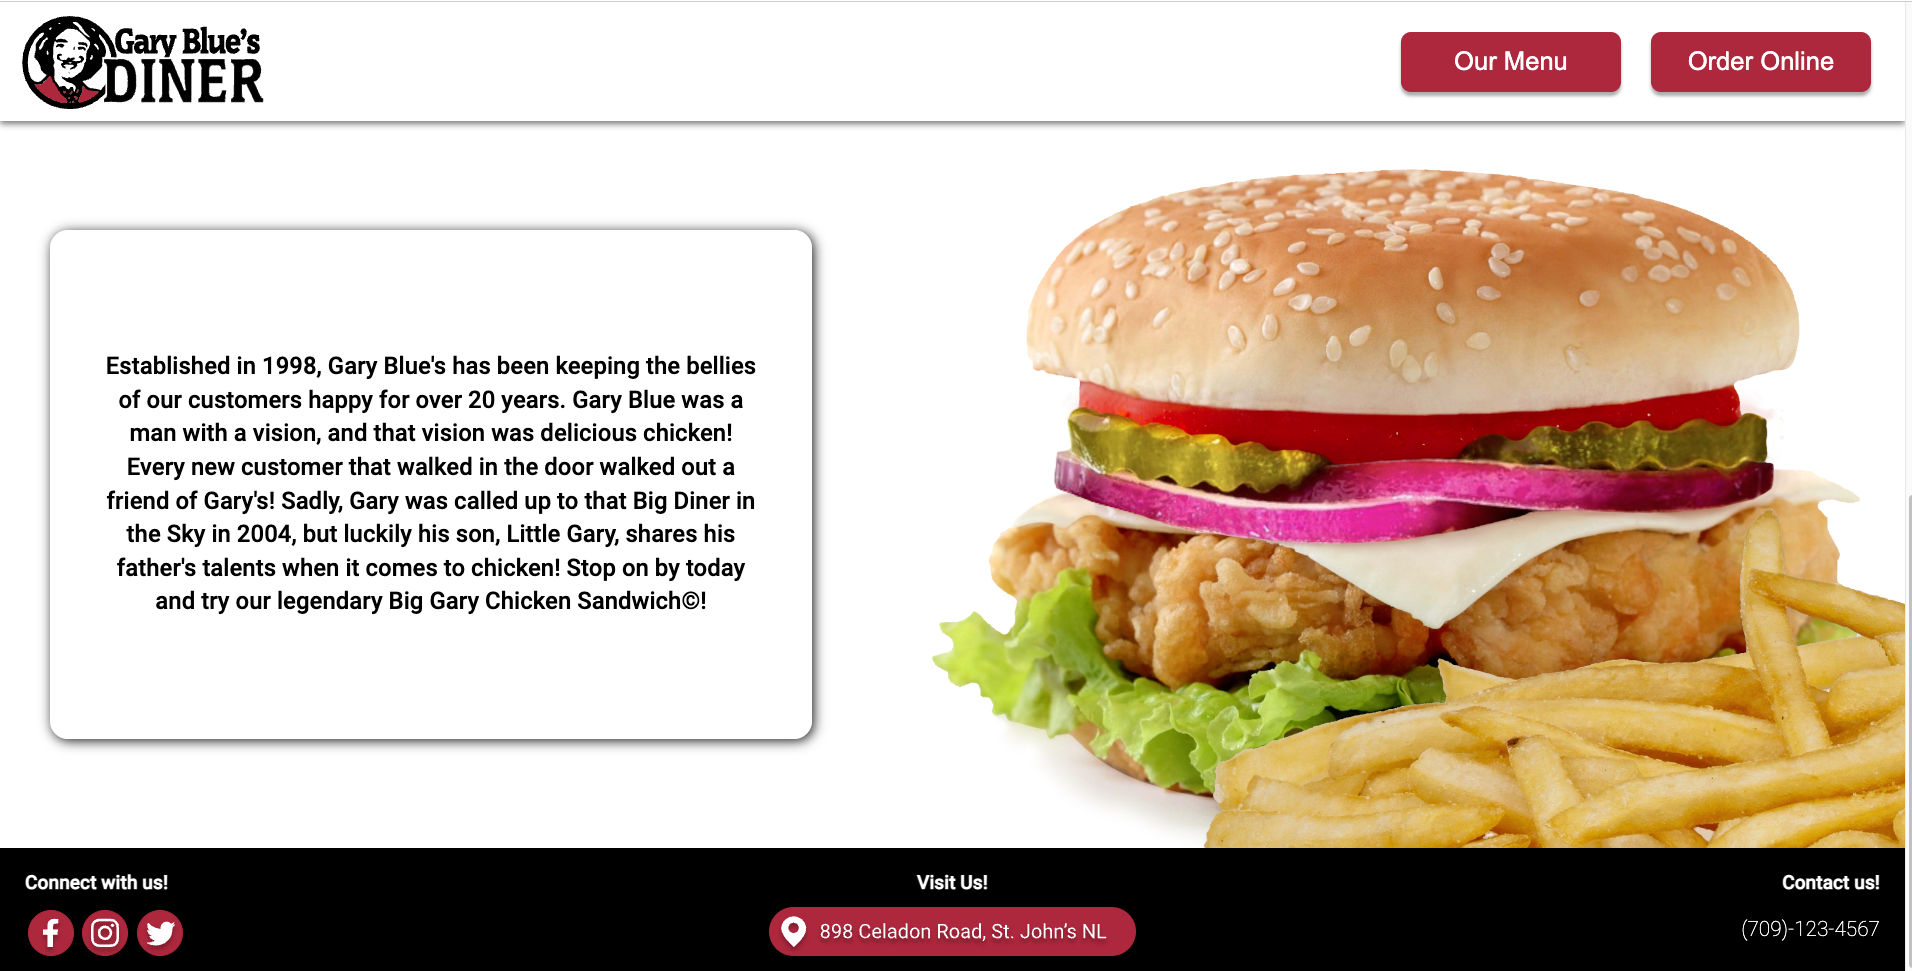 Gary Blue's
DINER
Our Menu
Order Online
Established in 1998, Gary Blue's has been keeping the bellies
of our customers happy for over 20 years. Gary Blue was a
man with a vision, and that vision was delicious chicken!
Every new customer that walked in the door walked out a
friend of Gary's! Sadly, Gary was called up to that Big Diner in
the Sky in 2004, but luckily his son, Little Gary, shares his
father's talents when it comes to chicken! Stop on by today
and try our legendary Big Gary Chicken Sandwich©!
Connect with us!
Visit Us!
Contact us!
898 Celadon Road, St. John's NL
(709)-123-4567